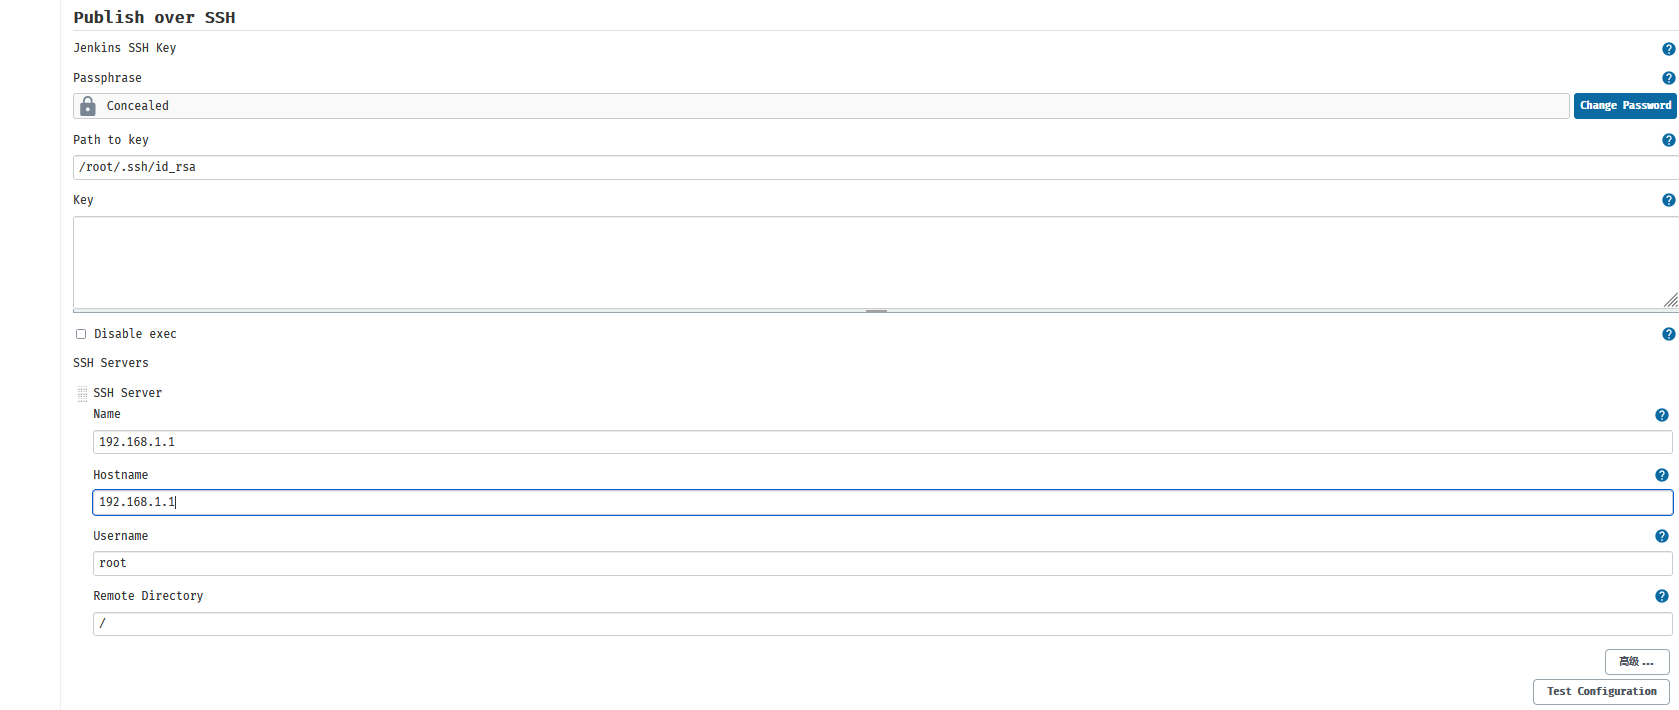 Publish over SSH
Jenkins SSH Key
Passphrase
Concealed
Change Password
Path to key
/root/.ssh/id_rsa
Key
Disable exec
SSH Servers
SSH Server
Name
192.168.1.1
Hostname
192.168.1.1
Username
root
Remote Directory
/
高级 ...
Test Configuration